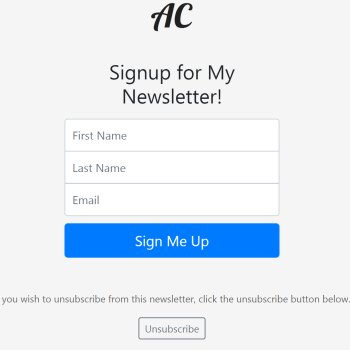 AC
Signup for My
Newsletter!
First Name
Last Name
Email
Sign Me Up
you wish to unsubscribe from this newsletter, click the unsubscribe button below.
Unsubscribe